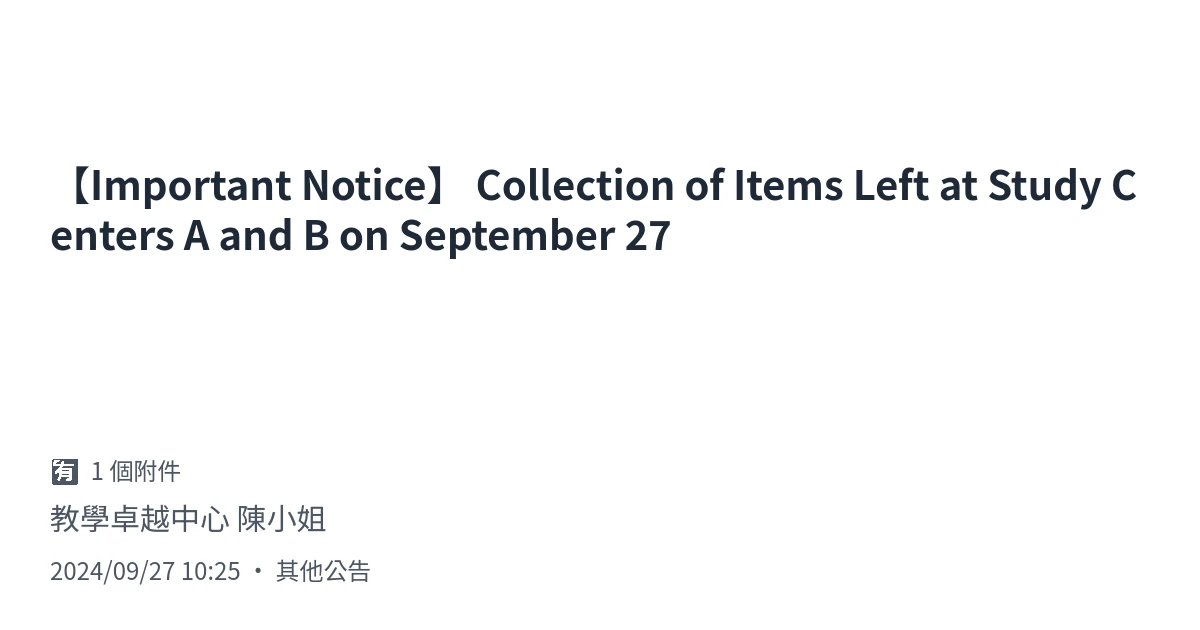 【Important Notice】 Collection of Items Left at Study C
enters A and B on September 27
🈶 1 個附件
教學卓越中心 陳小姐
2024/09/27 10:25 • 其他公告